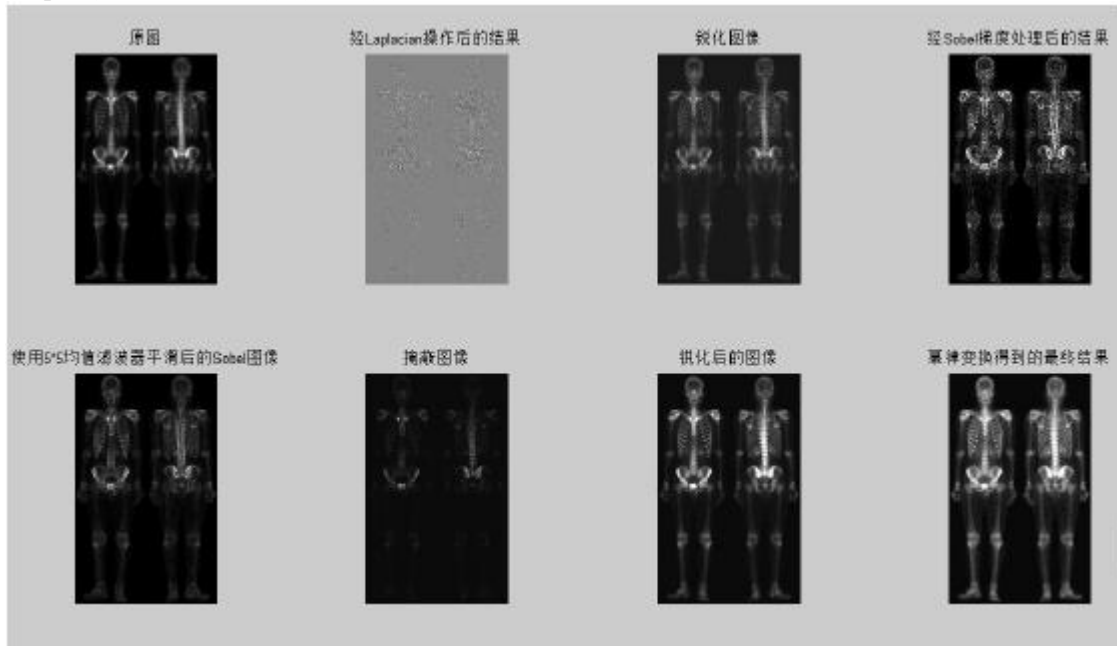 原图
经Laplacian操作后的结果
锐化图像
经Sobel梯度处理后的结果
使用5*5均值滤波器平滑后的Sobel图像
掩蔽图像
锐化后的图像
幂律变换得到的最终结果